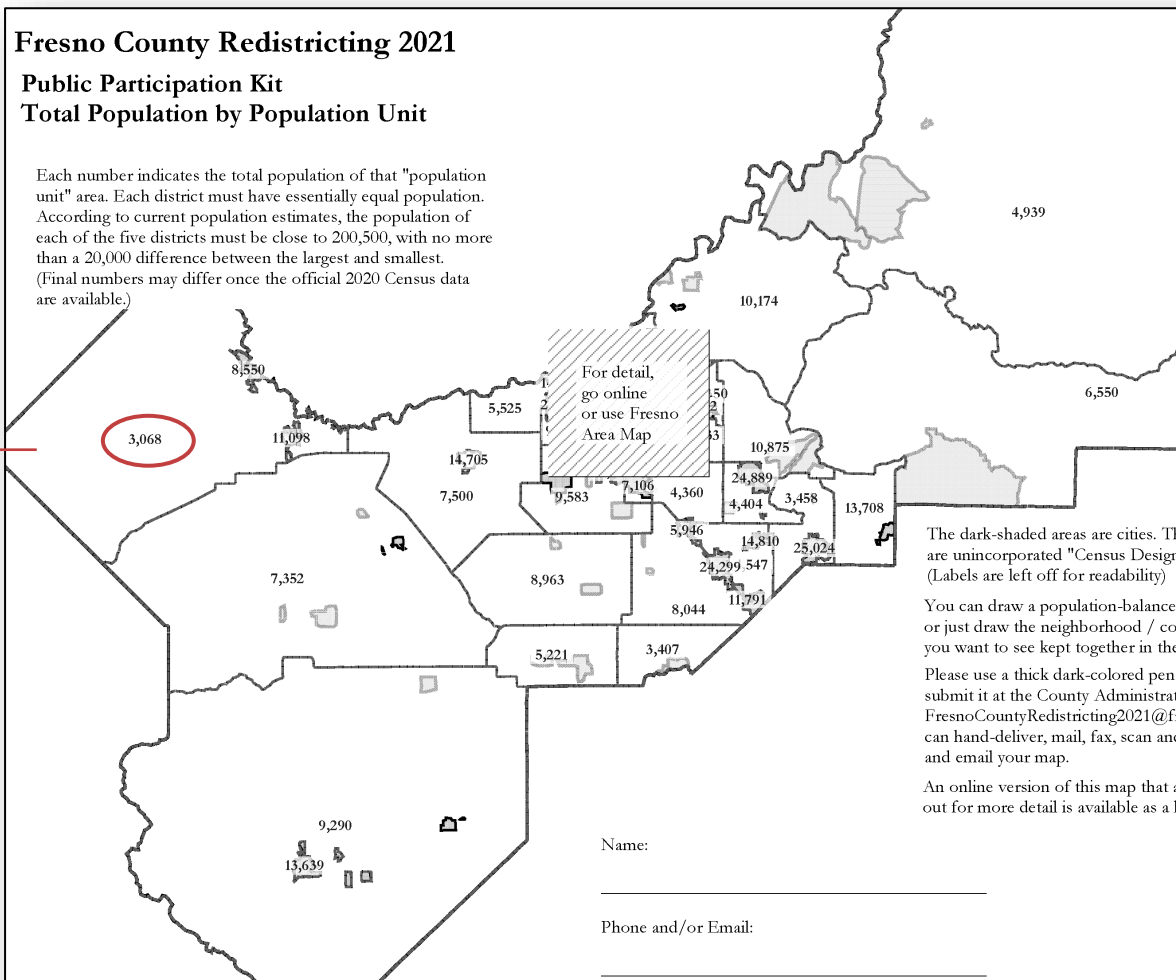 Fresno County Redistricting 2021
Public Participation Kit
Total Population by Population Unit
Each number indicates the total population of that "population
unit" area. Each district must have essentially equal population.
According to current population estimates, the population of
each of the five districts must be close to 200,500, with no more
than a 20,000 difference between the largest and smallest.
(Final numbers may differ once the official 2020 Census data
are available.)
4,939
10,174
8,550
For detail,
go online
or use Fresno
Area Map
6,550
5,525
3,068
11,098
10,875
14,705
24,889
7,500
9,583
7,106
4,360
4,404
3,458
13,708
5,946
14,810
25,024
7,352
8,963
24,299
547
11,791
8,044
5,221
3,407
9,290
13,639
The dark-shaded areas are cities.
are unincorporated "Census
(Labels are left off for readability)
You can draw a
or just draw the neighborhood /
you want to see kept together in
Please use a thick dark-colored pen
submit it at the County
can hand-deliver, mail, fax, scan
and email your map.
An online version of this map that
out for more detail is available as a
Name:
Phone and/or Email: